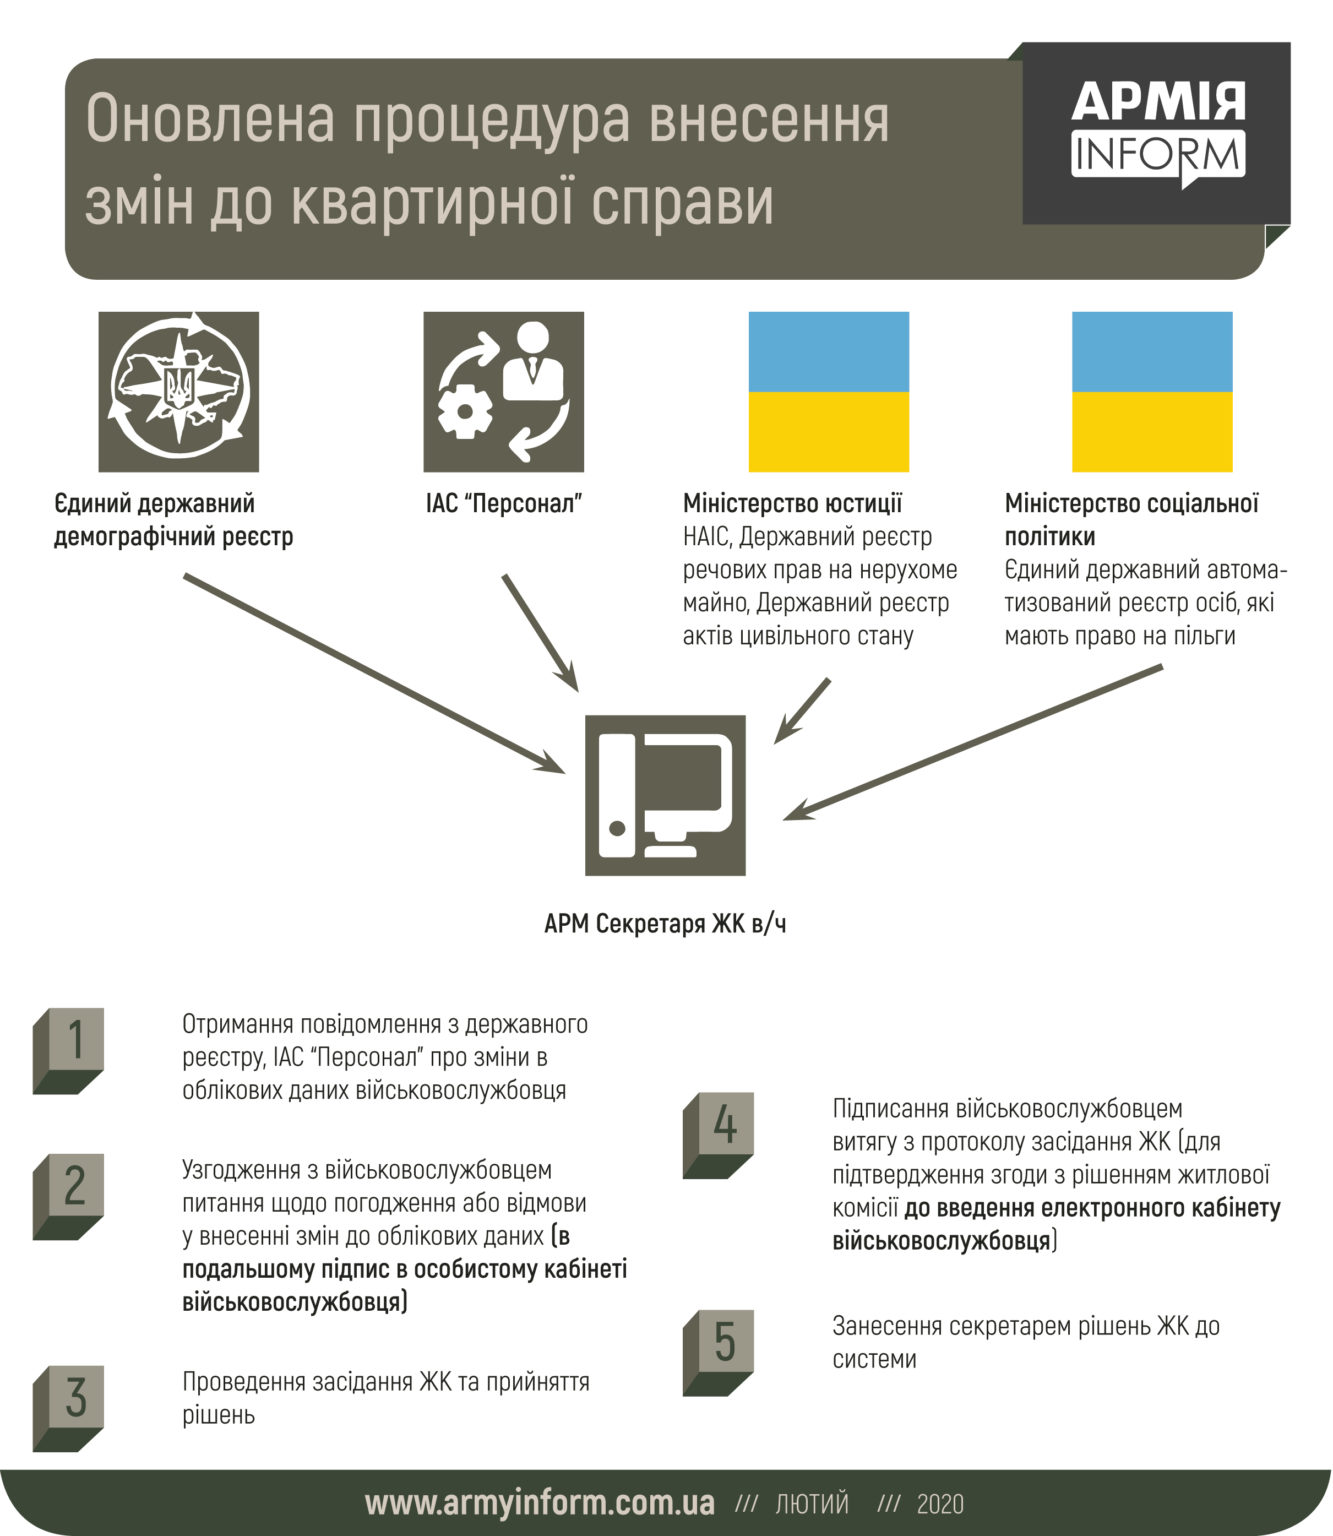 Оновлена процедура внесення
змін до квартирної справи
АРМІЯ
INFORM
Єдиний державний
демографічний реєстр
ІАС “Персонал”
Міністерство юстиції
НАІС, Державний реєстр
речових прав на нерухоме
майно, Державний реєстр
актів цивільного стану
Міністерство соціальної
політики
Єдиний державний автома-
тизований реєстр осіб, які
мають право на пільги
АРМ Секретаря ЖК в/ч
1
Отримання повідомлення з державного
реєстру, ІАС “Персонал” про зміни в
облікових даних військовослужбовця
2
Узгодження з військовослужбовцем
питання щодо погодження або відмови
у внесенні змін до облікових даних (в
подальшому підпис в особистому кабінеті
військовослужбовця)
3
Проведення засідання ЖК та прийняття
рішень
4
Підписання військовослужбовцем
витягу з протоколу засідання ЖК (для
підтвердження згоди з рішенням житлової
комісії до введення електронного кабінету
військовослужбовця)
5
Занесення секретарем рішень ЖК до
системи
www.armyinform.com.ua /// ЛЮТИЙ /// 2020